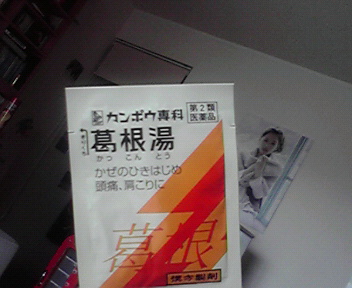 カンポウ専科
第2類
医薬品
葛根湯
かっこんとう
かぜのひきはじめ
頭痛、肩こりに
葛根
漢方製剤